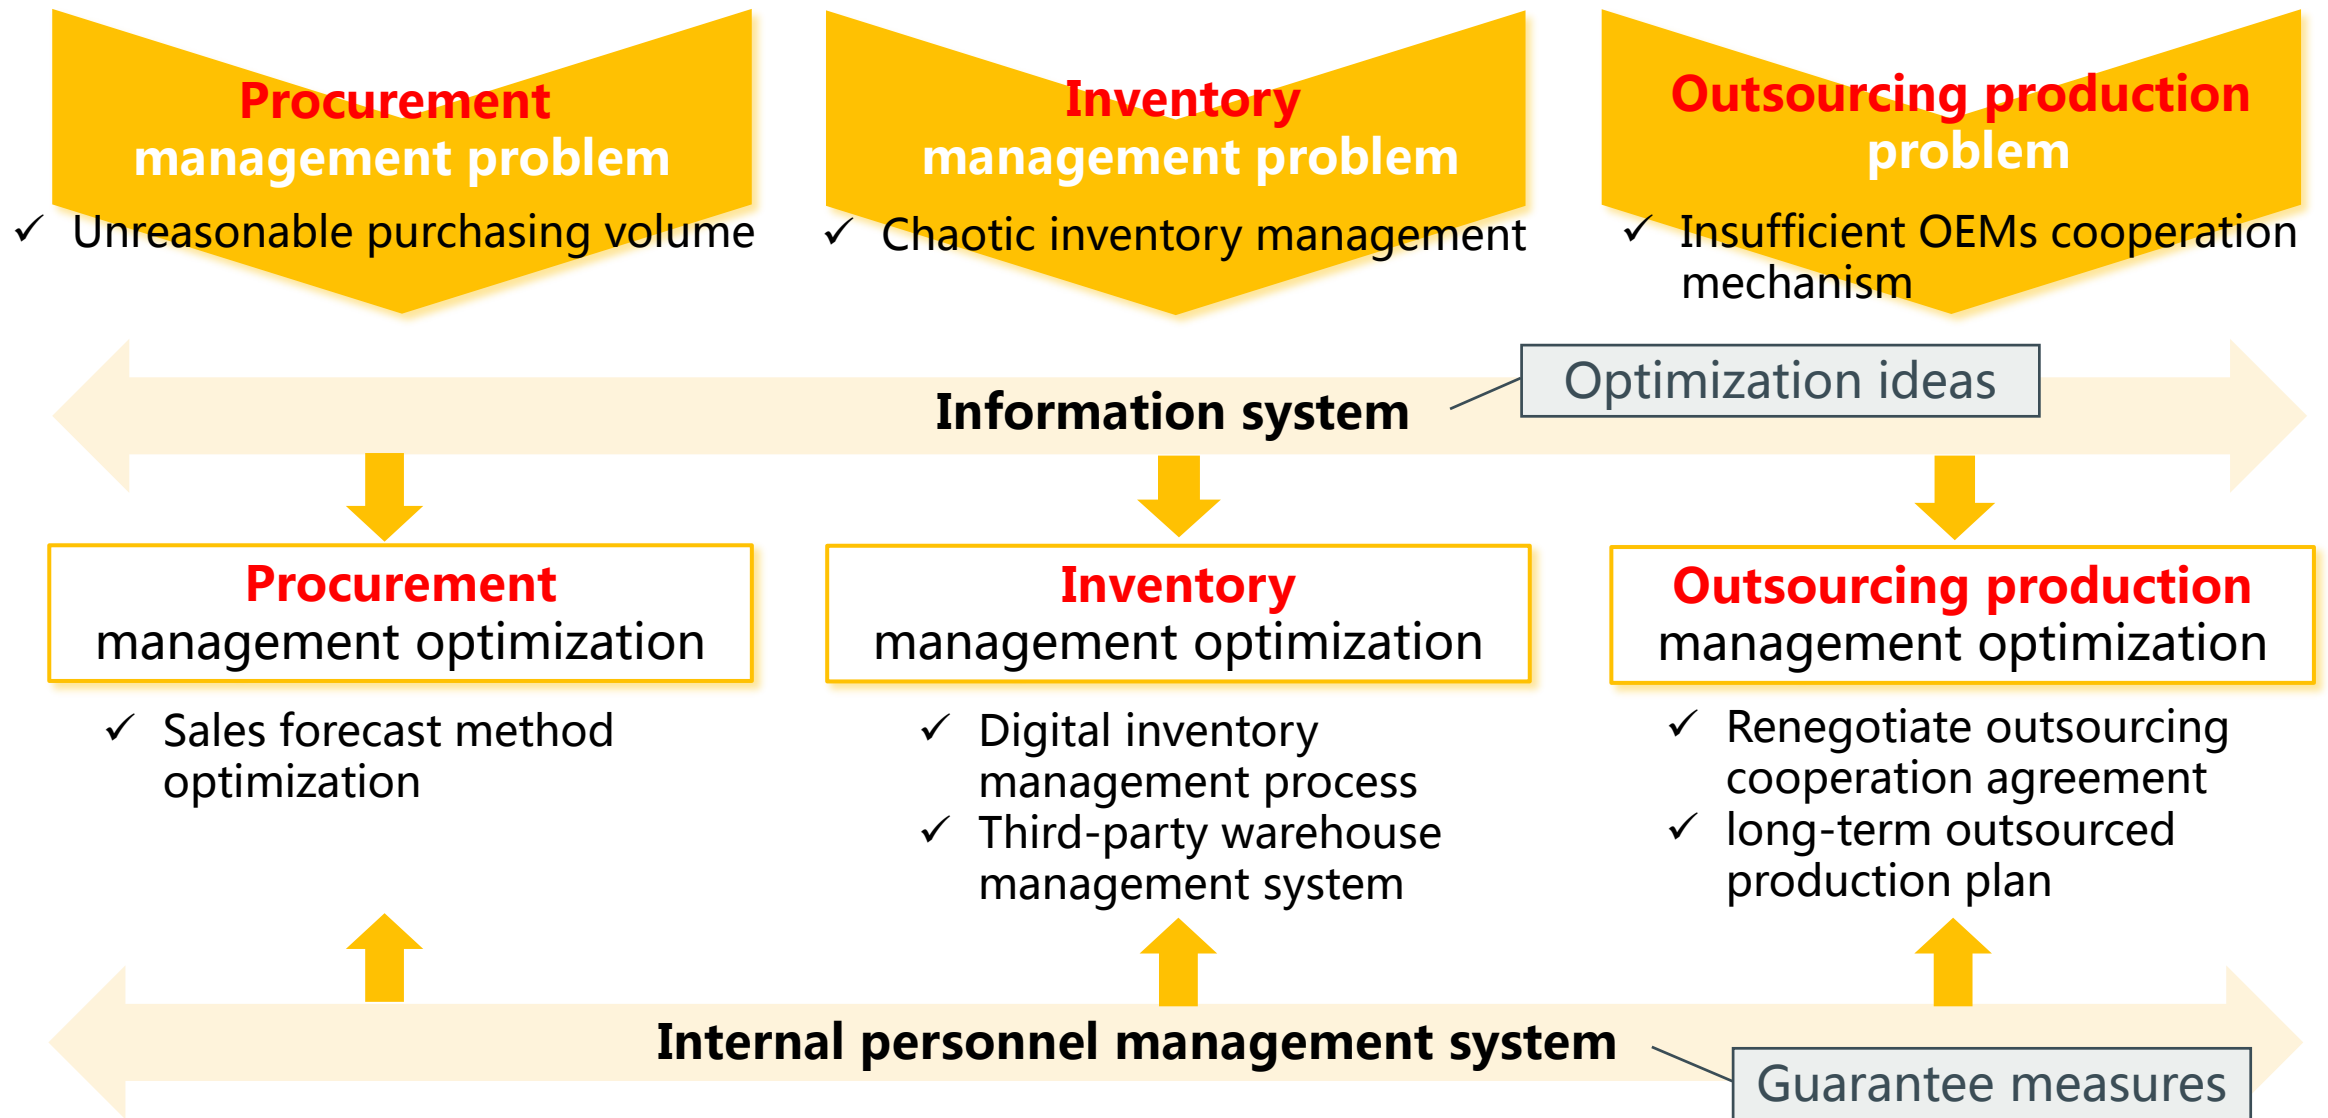 Procurement
management problem
✓ Unreasonable purchasing volume
Inventory
management problem
✓ Chaotic inventory management
Outsourcing production
problem
✓ Insufficient OEMs cooperation
mechanism
Optimization ideas
Information system
Procurement
management optimization
✓ Sales forecast method
optimization
Inventory
management optimization
✓ Digital inventory
management process
✓ Third-party warehouse
management system
Outsourcing production
management optimization
✓ Renegotiate outsourcing
cooperation agreement
✓ long-term outsourced
production plan
Internal personnel management system
Guarantee measures